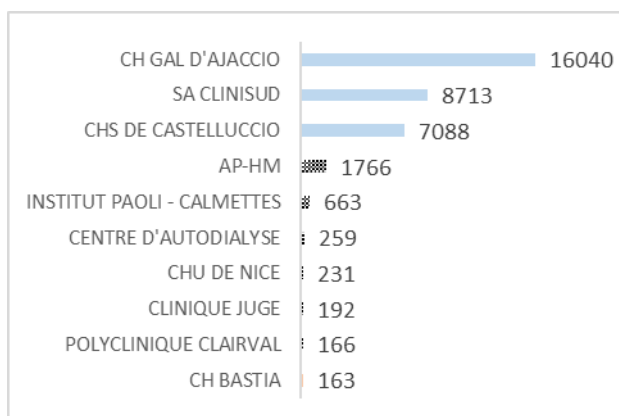 CH GAL D'AJACCIO 16040
SA CLINISUD 8713
CHS DE CASTELLUCCIO 7088
AP-HM 1766
INSTITUT PAOLI - CALMETTES 663
CENTRE D'AUTODIALYSE 259
CHU DE NICE 231
CLINIQUE JUGE 192
POLYCLINIQUE CLAIRVAL 166
CH BASTIA 163